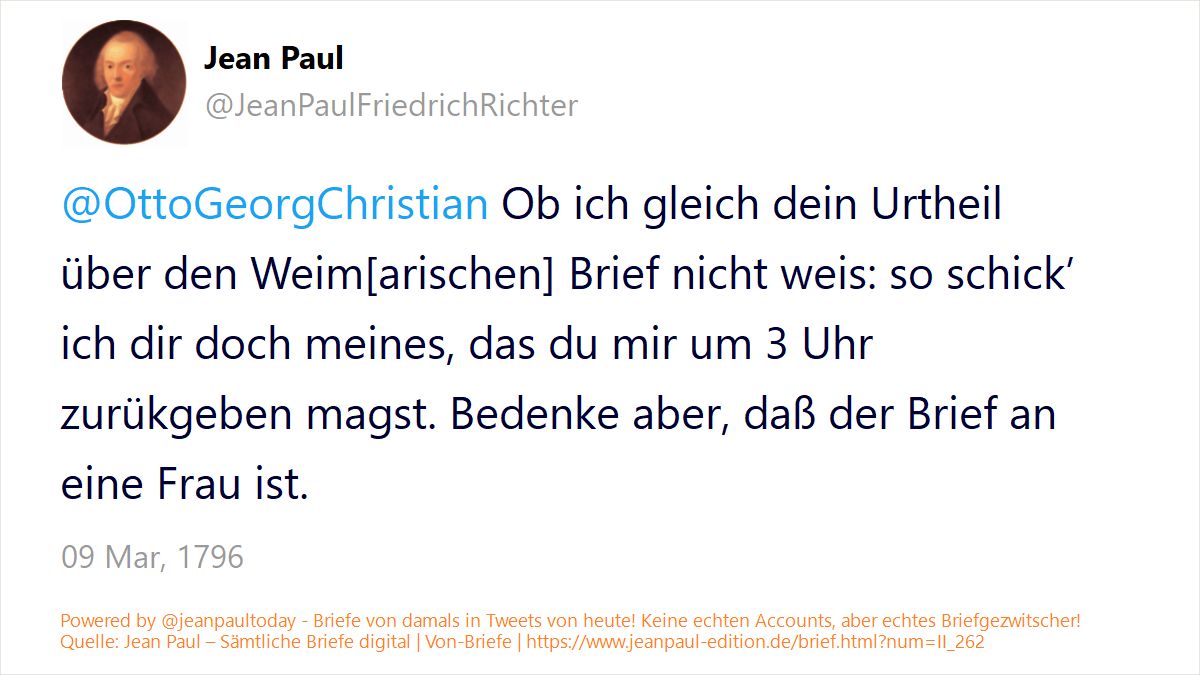 Jean Paul
@JeanPaulFriedrichRichter
@OttoGeorgChristian Ob ich gleich dein Urtheil
über den Weim[arischen] Brief nicht weis: so schick’
ich dir doch meines, das du mir um 3 Uhr
zurükgeben magst. Bedenke aber, daß der Brief an
eine Frau ist.
09 Mar, 1796
Powered by @jeanpaultoday - Briefe von damals in Tweets von heute! Keine echten Accounts, aber echtes Briefgezwitscher!
Quelle: Jean Paul – Sämtliche Briefe digital | Von-Briefe | https://www.jeanpaul-edition.de/brief.html?num=II_262